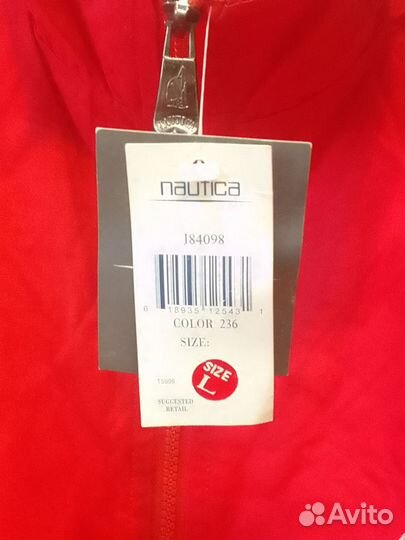 nautica
J84098
6 18935 12543 1
COLOR 236
SIZE:
SIZE
L
SUGGESTED
RETAIL
Avito